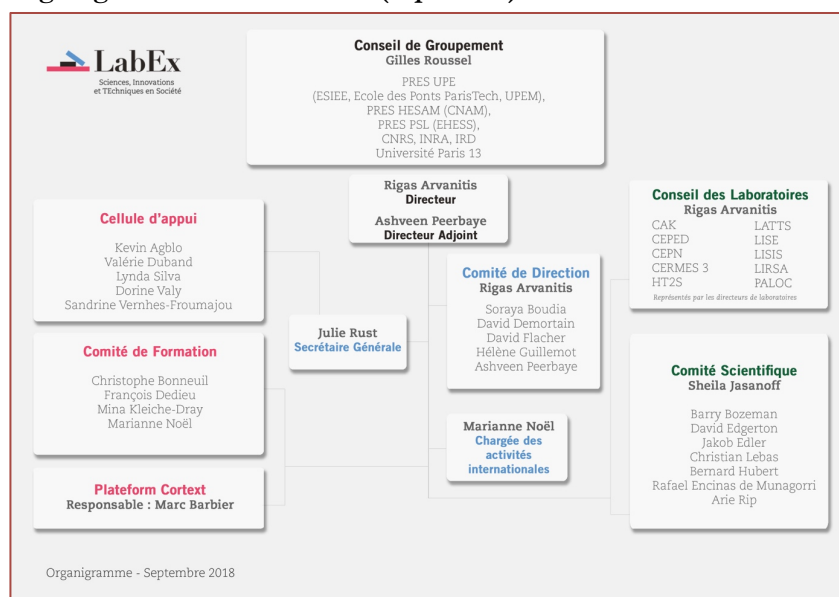 LabEx
Sciences, Innovations
et TEchniques en Société
Conseil de Groupement
Gilles Roussel
PRES UPE
(ESIEE, Ecole des Ponts ParisTech, UPEM),
PRES HESAM (CNAM),
PRES PSL (EHESS),
CNRS, INRA, IRD
Université Paris 13
Rigas Arvanitis
Directeur
Ashveen Peerbaye
Directeur Adjoint
Cellule d'appui
Kevin Agblo
Valérie Duband
Lynda Silva
Dorine Valy
Sandrine Vernhes-Froumajou
Julie Rust
Secrétaire Générale
Comité de Formation
Christophe Bonneuil
François Dedieu
Mina Kleiche-Dray
Marianne Noël
Plateform Cortext
Responsable : Marc Barbier
Comité de Direction
Rigas Arvanitis
Soraya Boudia
David Demortain
David Flacher
Hélène Guillemot
Ashveen Peerbaye
Marianne Noël
Chargée des
activités
internationales
Conseil des Laboratoires
Rigas Arvanitis
CAK LATTS
CEPED LISE
CEPN LISIS
CERMES 3 LIRSA
HT2S PALOC
Représentés par les directeurs de laboratoires
Comité Scientifique
Sheila Jasanoff
Barry Bozeman
David Edgerton
Jakob Edler
Christian Lebas
Bernard Hubert
Rafael Encinas de Munagorri
Arie Rip
Organigramme - Septembre 2018